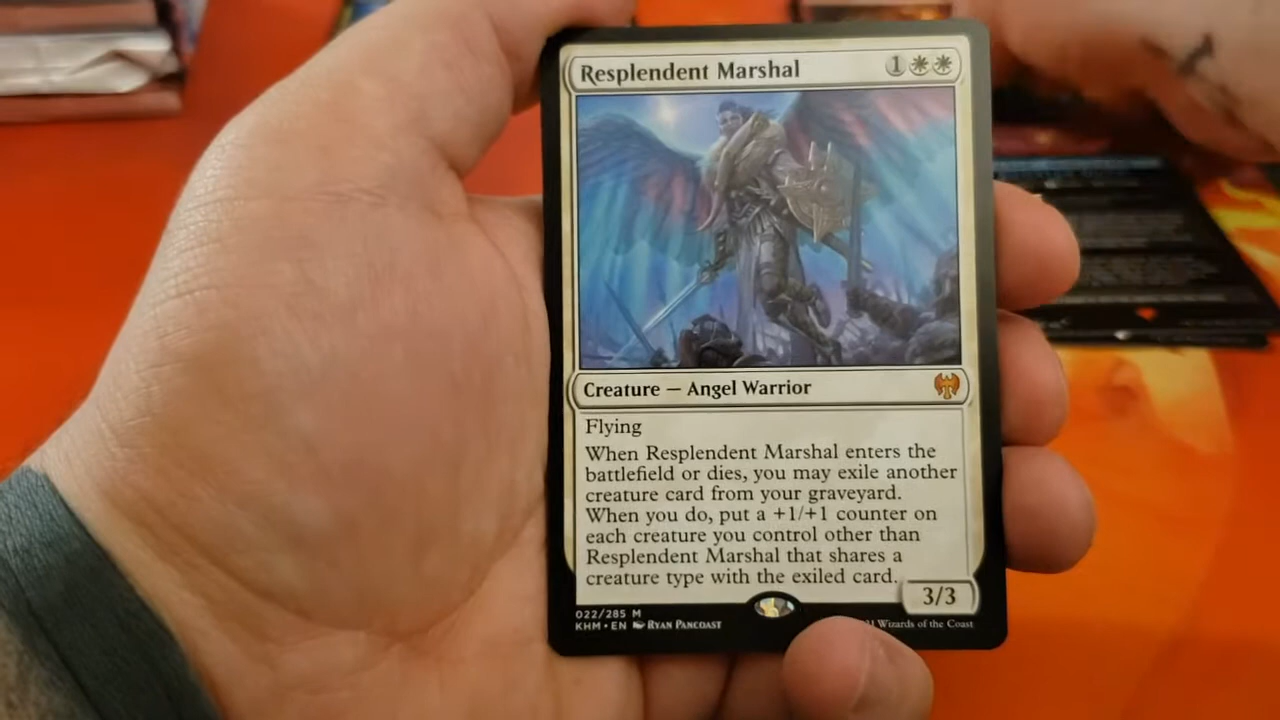 Resplendent Marshal 1
Creature — Angel Warrior
Flying
When Resplendent Marshal enters the
battlefield or dies, you may exile another
creature card from your graveyard.
When you do, put a +1/+1 counter on
each creature you control other than
Resplendent Marshal that shares a
creature type with the exiled card.
3/3
022/285 M
KHM • EN Ryan Pancoast
Wizards of the Coast